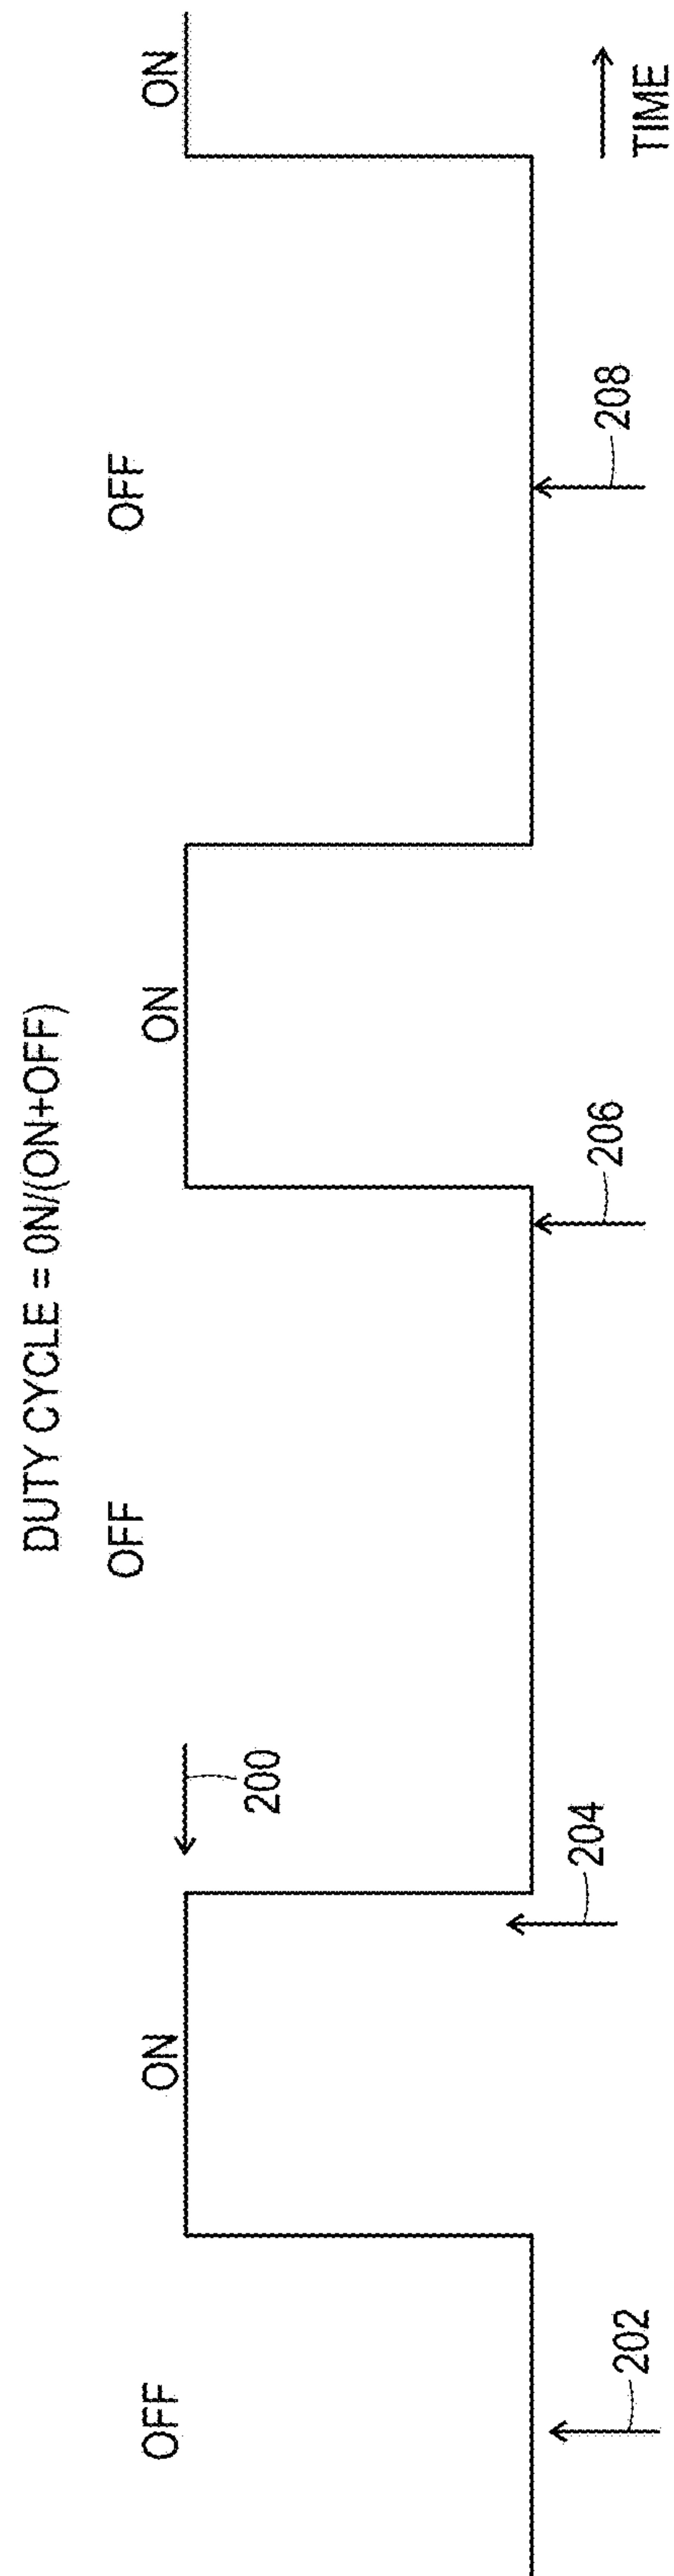 DUTY CYCLE = 0N/(ON+OFF)
OFF
ON
OFF
ON
OFF
ON
200
202
204
206
208
TIME